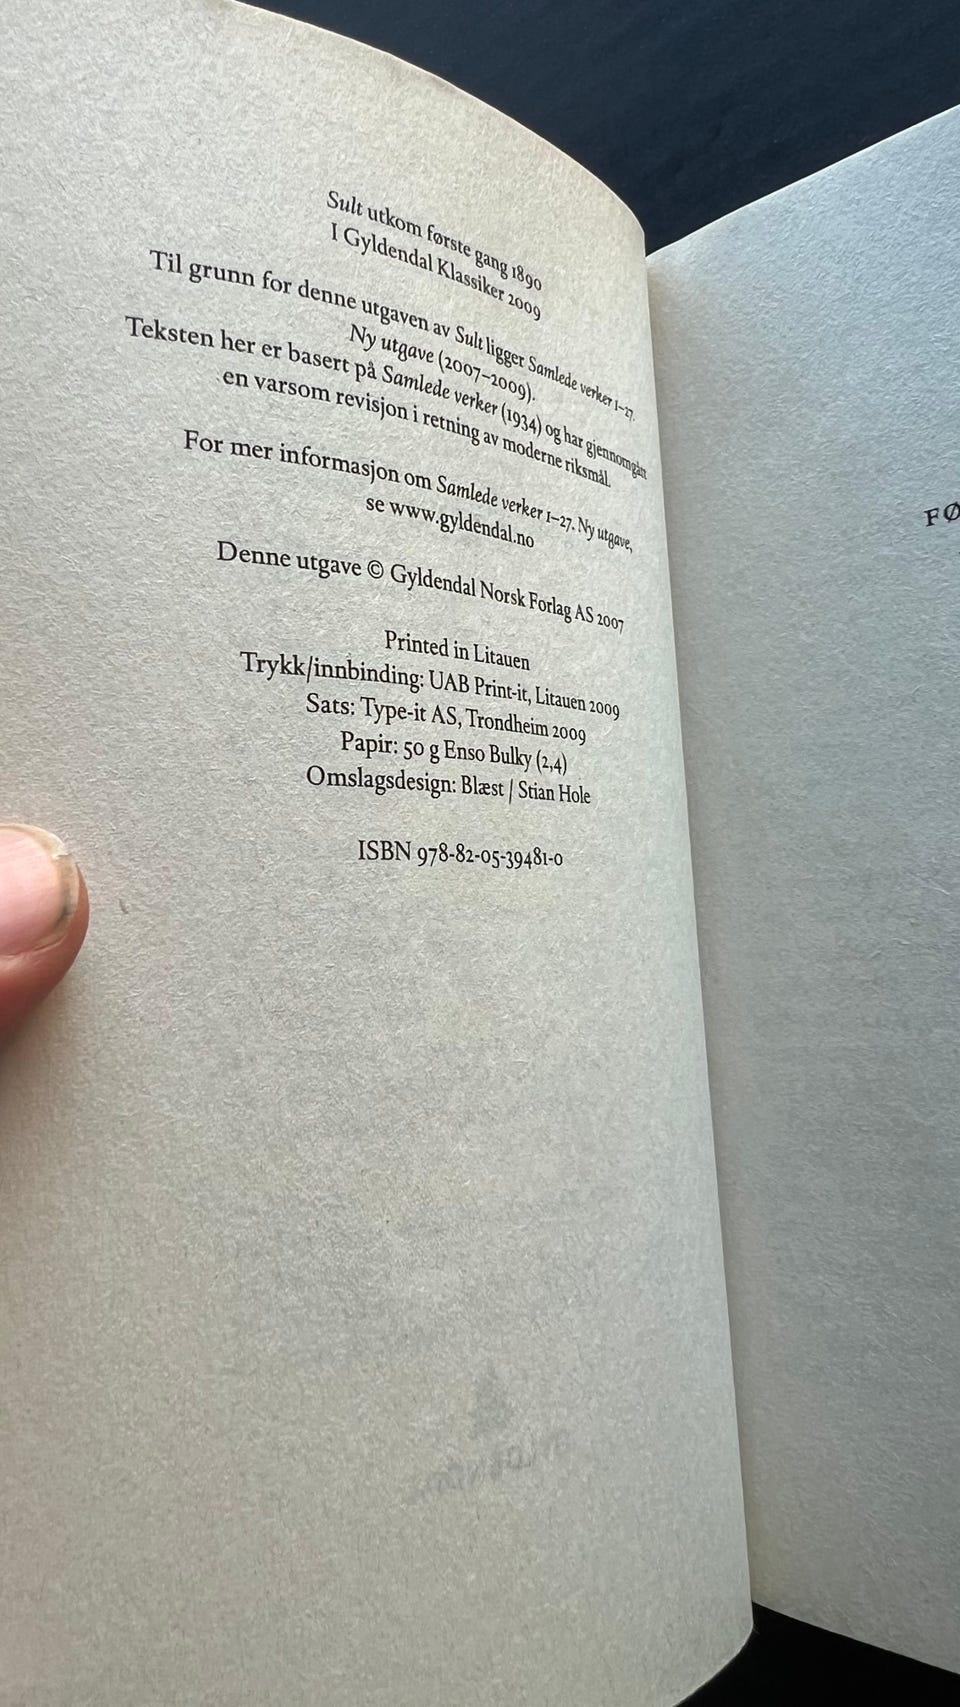 Sult utkom første gang 1890
I Gyldendal Klassiker 2009
Til grunn for denne utgaven av Sult ligger Samlede verker 1–27.
Ny utgave (2007–2009).
Teksten her er basert på Samlede verker (1934) og har gjennomgått
en varsom revisjon i retning av moderne riksmål.
For mer informasjon om Samlede verker 1–27. Ny utgave,
se www.gyldendal.no
Denne utgave © Gyldendal Norsk Forlag AS 2007
Printed in Litauen
Trykk/innbinding: UAB Print-it, Litauen 2009
Sats: Type-it AS, Trondheim 2009
Papir: 50 g Enso Bulky (2,4)
Omslagsdesign: Blæst / Stian Hole
ISBN 978-82-05-39481-0
FØ